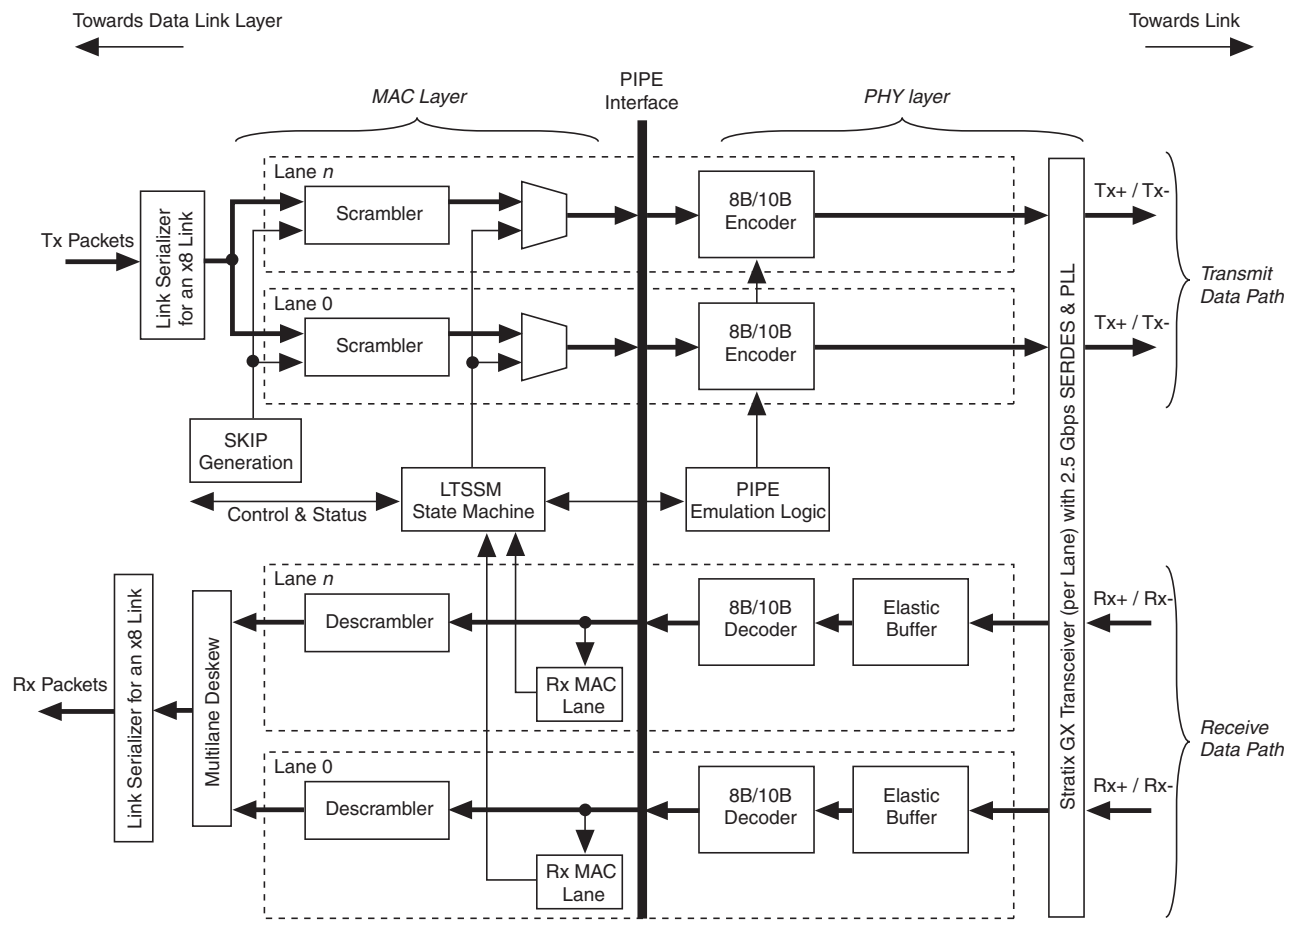 Towards Data Link Layer
Towards Link
MAC Layer
PIPE
Interface
PHY layer
Lane n
Scrambler
8B/10B
Encoder
Tx+ / Tx-
Tx Packets
Link Serializer
for an x8 Link
Lane 0
Scrambler
8B/10B
Encoder
Tx+ / Tx-
Transmit
Data Path
SKIP
Generation
LTSSM
State Machine
Control & Status
PIPE
Emulation Logic
Stratix GX Transceiver (per Lane) with 2.5 Gbps SERDES & PLL
Lane n
Descrambler
8B/10B
Decoder
Elastic
Buffer
Rx+ / Rx-
Rx MAC
Lane
Rx Packets
Link Serializer for an x8 Link
Multilane Deskew
Receive
Data Path
Lane 0
Descrambler
8B/10B
Decoder
Elastic
Buffer
Rx+ / Rx-
Rx MAC
Lane